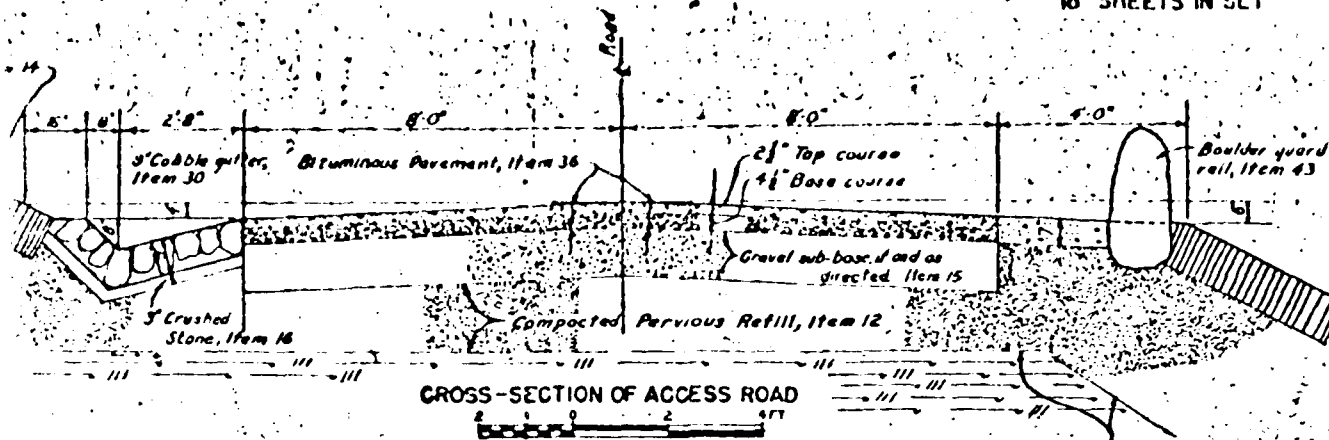 SHEETS IN SET
Road
14
2'-8"
8'-0"
8'-0"
4'-0"
9" Cobble gutter,
Item 30
Bituminous Pavement, Item 36
2½" Top course
4½" Base course
Boulder guard
rail, Item 43
Gravel sub-base, if and as
directed Item 15
3" Crushed
Stone, Item 16
Compacted Pervious Refill, Item 12
CROSS-SECTION OF ACCESS ROAD
2 0 2 4 FT